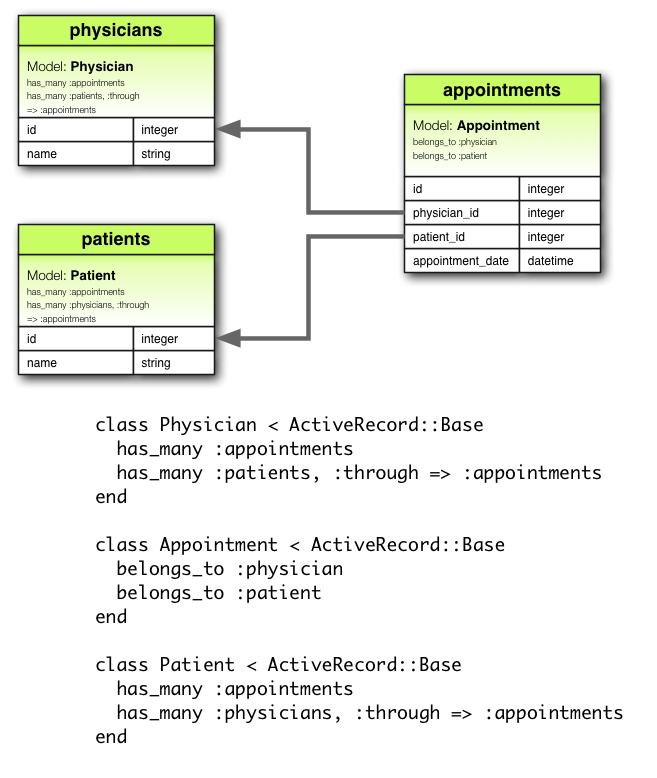 physicians
Model: Physician
has_many :appointments
has_many :patients, :through
=> :appointments
id integer
name string
appointments
Model: Appointment
belongs_to :physician
belongs_to :patient
id integer
physician_id integer
patient_id integer
appointment_date datetime
patients
Model: Patient
has_many :appointments
has_many :physicians, :through
=> :appointments
id integer
name string
class Physician < ActiveRecord::Base
  has_many :appointments
  has_many :patients, :through => :appointments
end
class Appointment < ActiveRecord::Base
  belongs_to :physician
  belongs_to :patient
end
class Patient < ActiveRecord::Base
  has_many :appointments
  has_many :physicians, :through => :appointments
end